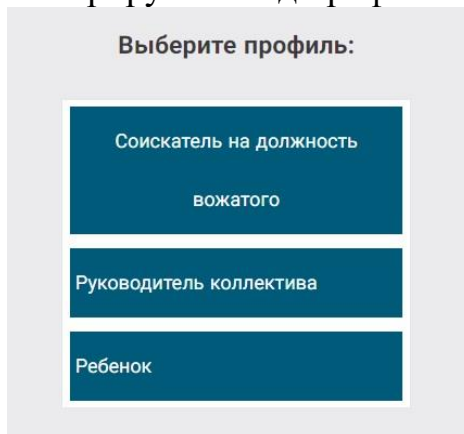 Выберите профиль:
Соискатель на должность
вожатого
Руководитель коллектива
Ребенок